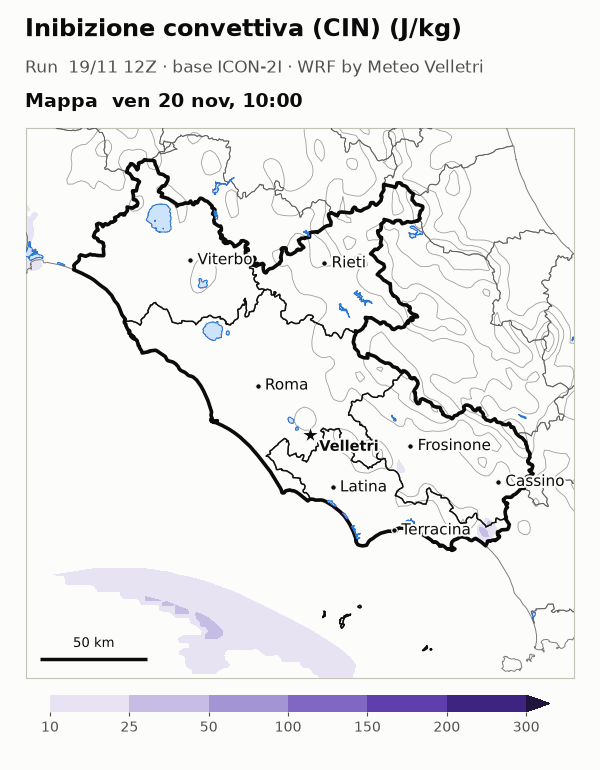 Inibizione convettiva (CIN) (J/kg)
Run 19/11 12Z · base ICON-2I · WRF by Meteo Velletri
Mappa ven 20 nov, 10:00
Viterbo
Rieti
Roma
Velletri
Frosinone
Latina
Cassino
Terracina
50 km
10 25 50 100 150 200 300